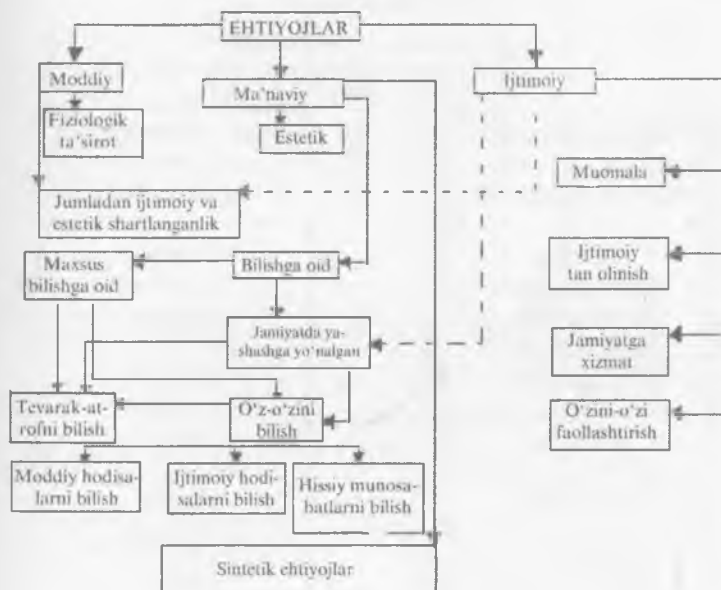 EHTIYOJLAR
Moddiy
Ma'naviy
Ijtimoiy
Fiziologik
ta'sirot
Estetik
Muomala
Jumladan ijtimoiy va
estetik shartlanganlik
Maxsus
bilishga oid
Bilishga oid
Ijtimoiy
tan olinish
Jamiyatda ya-
shashga yo'nalgan
Jamiyatga
xizmat
Tevarak-at-
rofni bilish
O'z-o'zini
bilish
O'zini-o'zi
faollashtirish
Moddiy hodisa-
larni bilish
Ijtimoiy hodi-
salarni bilish
Hissiy munosa-
batlarni bilish
Sintetik ehtiyojlar